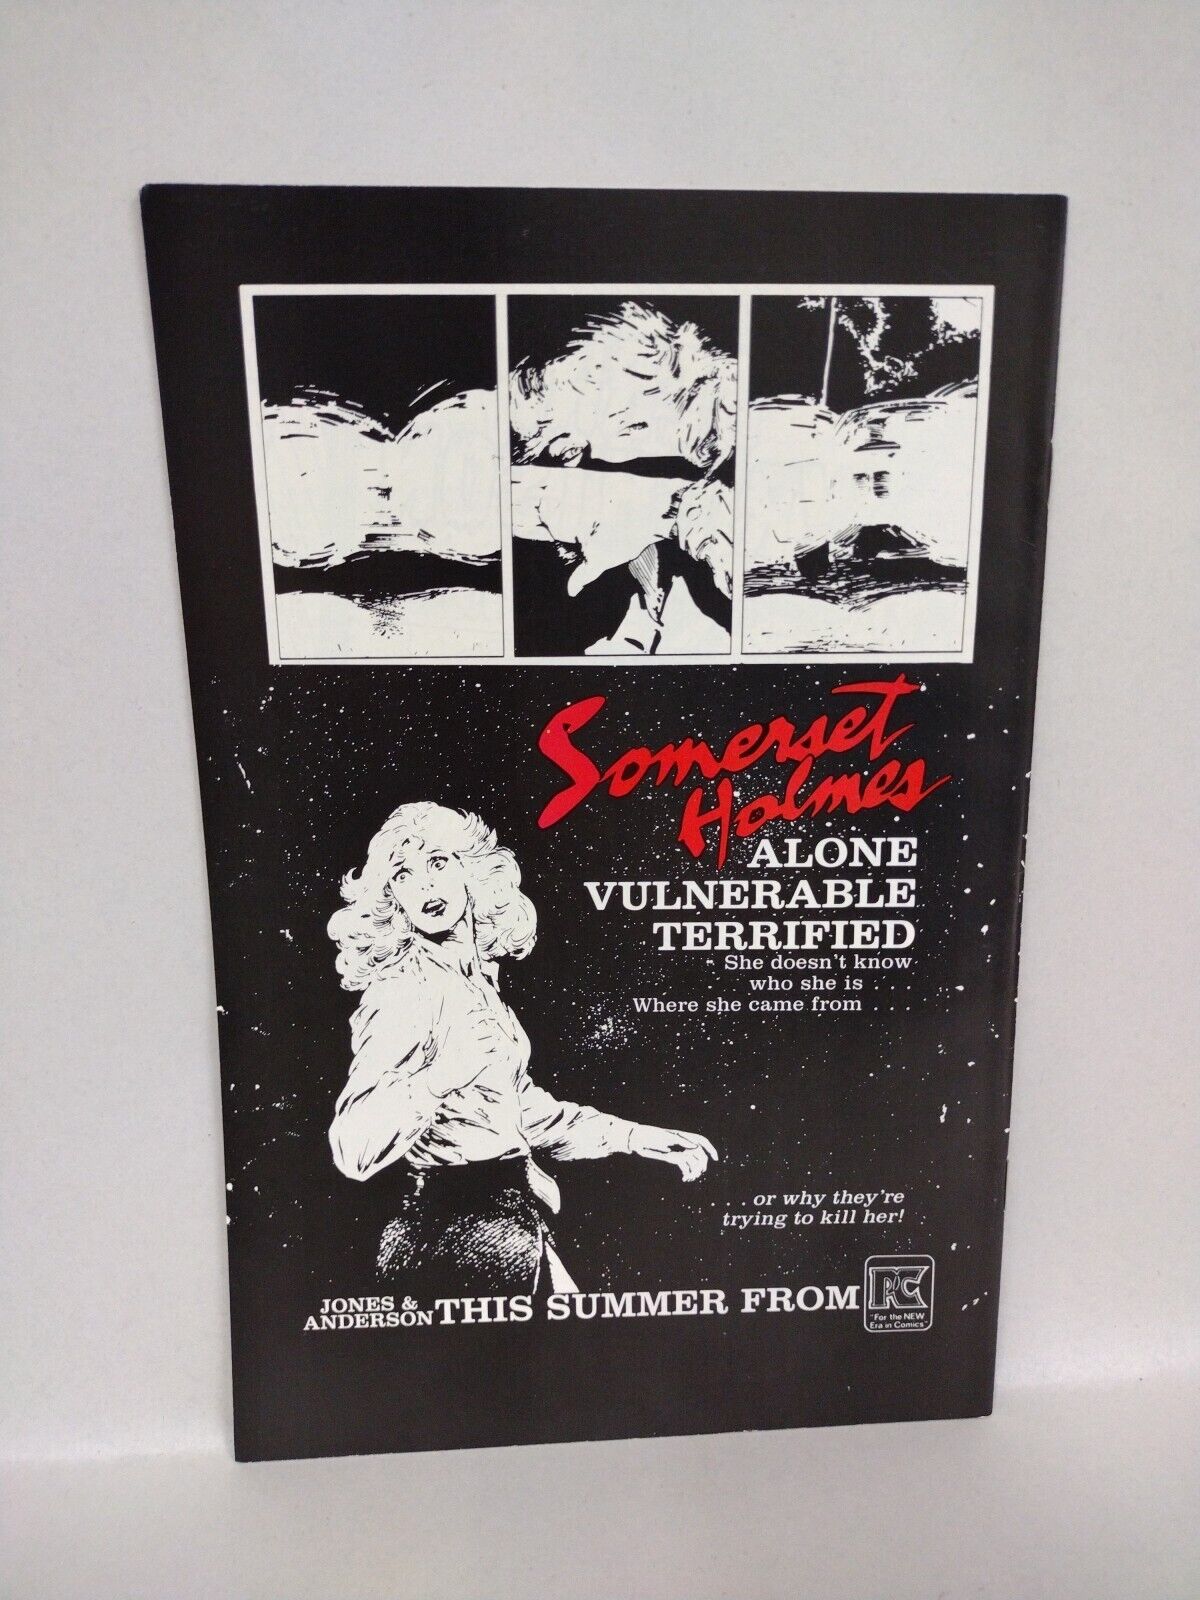 Somerset
Holmes
ALONE
VULNERABLE
TERRIFIED
She doesn't know
who she is . . .
Where she came from . . .
. . . or why they're
trying to kill her!
JONES &
ANDERSON
THIS SUMMER FROM
PC
"For the NEW
Era in Comics"